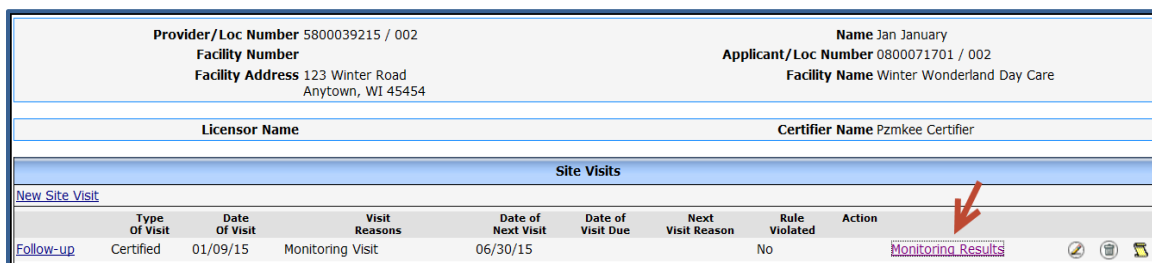 Provider/Loc Number 5800039215 / 002 Name Jan January
Facility Number Applicant/Loc Number 0800071701 / 002
Facility Address 123 Winter Road Facility Name Winter Wonderland Day Care
Anytown, WI 45454
Licensor Name Certifier Name Pzmkee Certifier
Site Visits
New Site Visit
Type Of Visit Date Of Visit Visit Reasons Date of Next Visit Date of Visit Due Next Visit Reason Rule Violated Action
Follow-up Certified 01/09/15 Monitoring Visit 06/30/15 No Monitoring Results